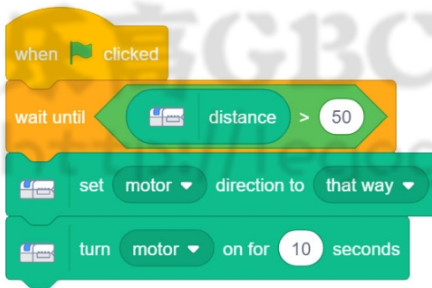 when clicked
wait until distance > 50
set motor direction to that way
turn motor on for 10 seconds